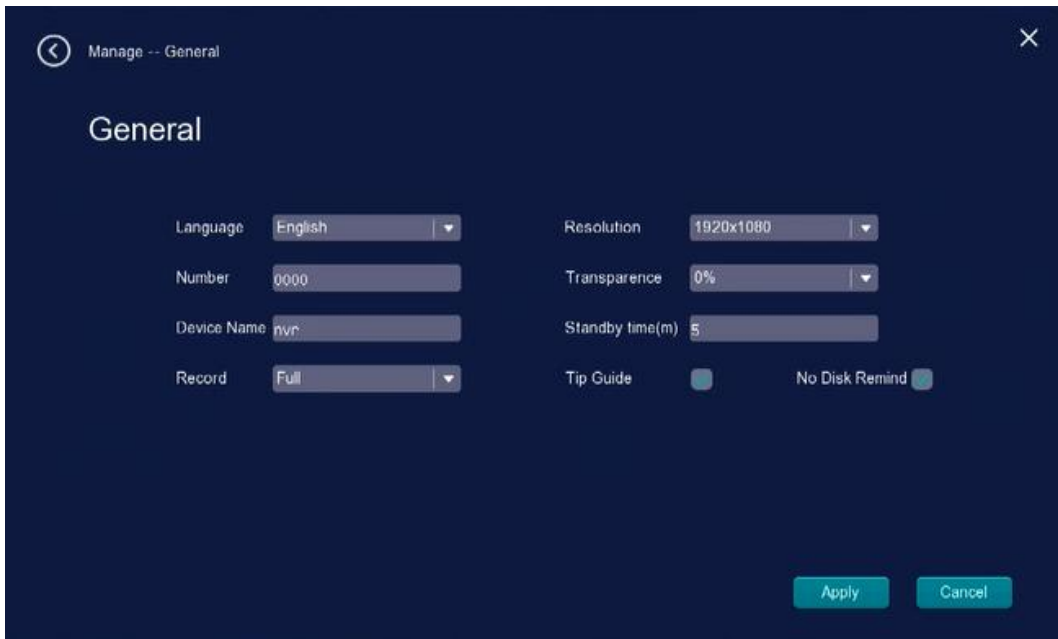 Manage -- General
General
Language English
Resolution 1920x1080
Number 0000
Transparence 0%
Device Name nvr
Standby time(m) 5
Record Full
Tip Guide
No Disk Remind
Apply
Cancel